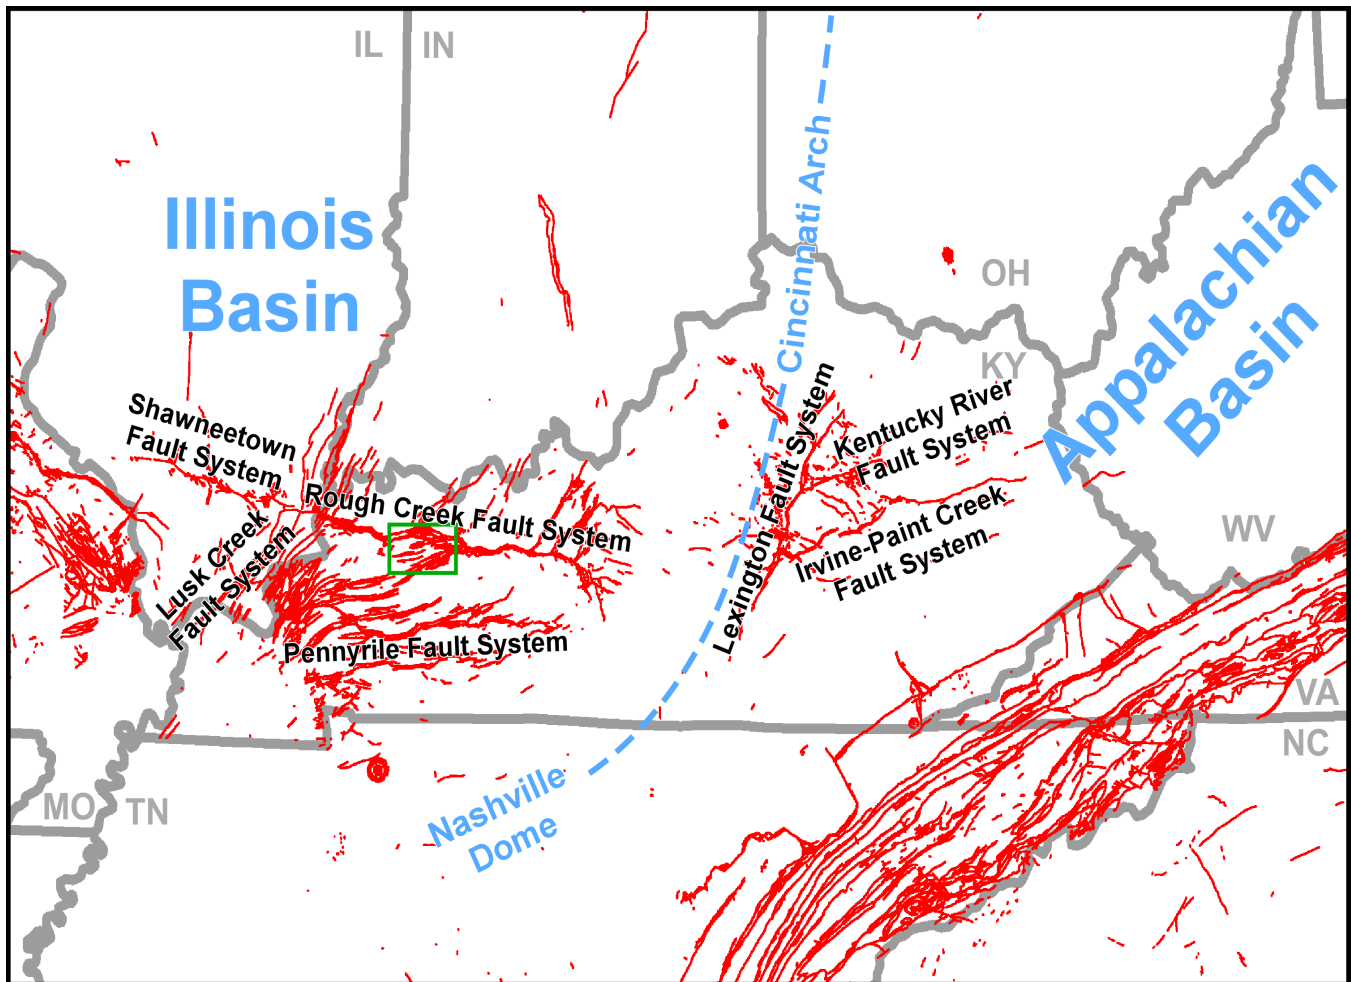 IL
IN
Illinois
Basin
Cincinnati Arch
OH
KY
Appalachian
Basin
Shawneetown
Fault System
Rough Creek Fault System
Lusk Creek
Fault System
Pennyrile Fault System
Lexington Fault System
Kentucky River
Fault System
Irvine-Paint Creek
Fault System
WV
VA
NC
MO
TN
Nashville
Dome